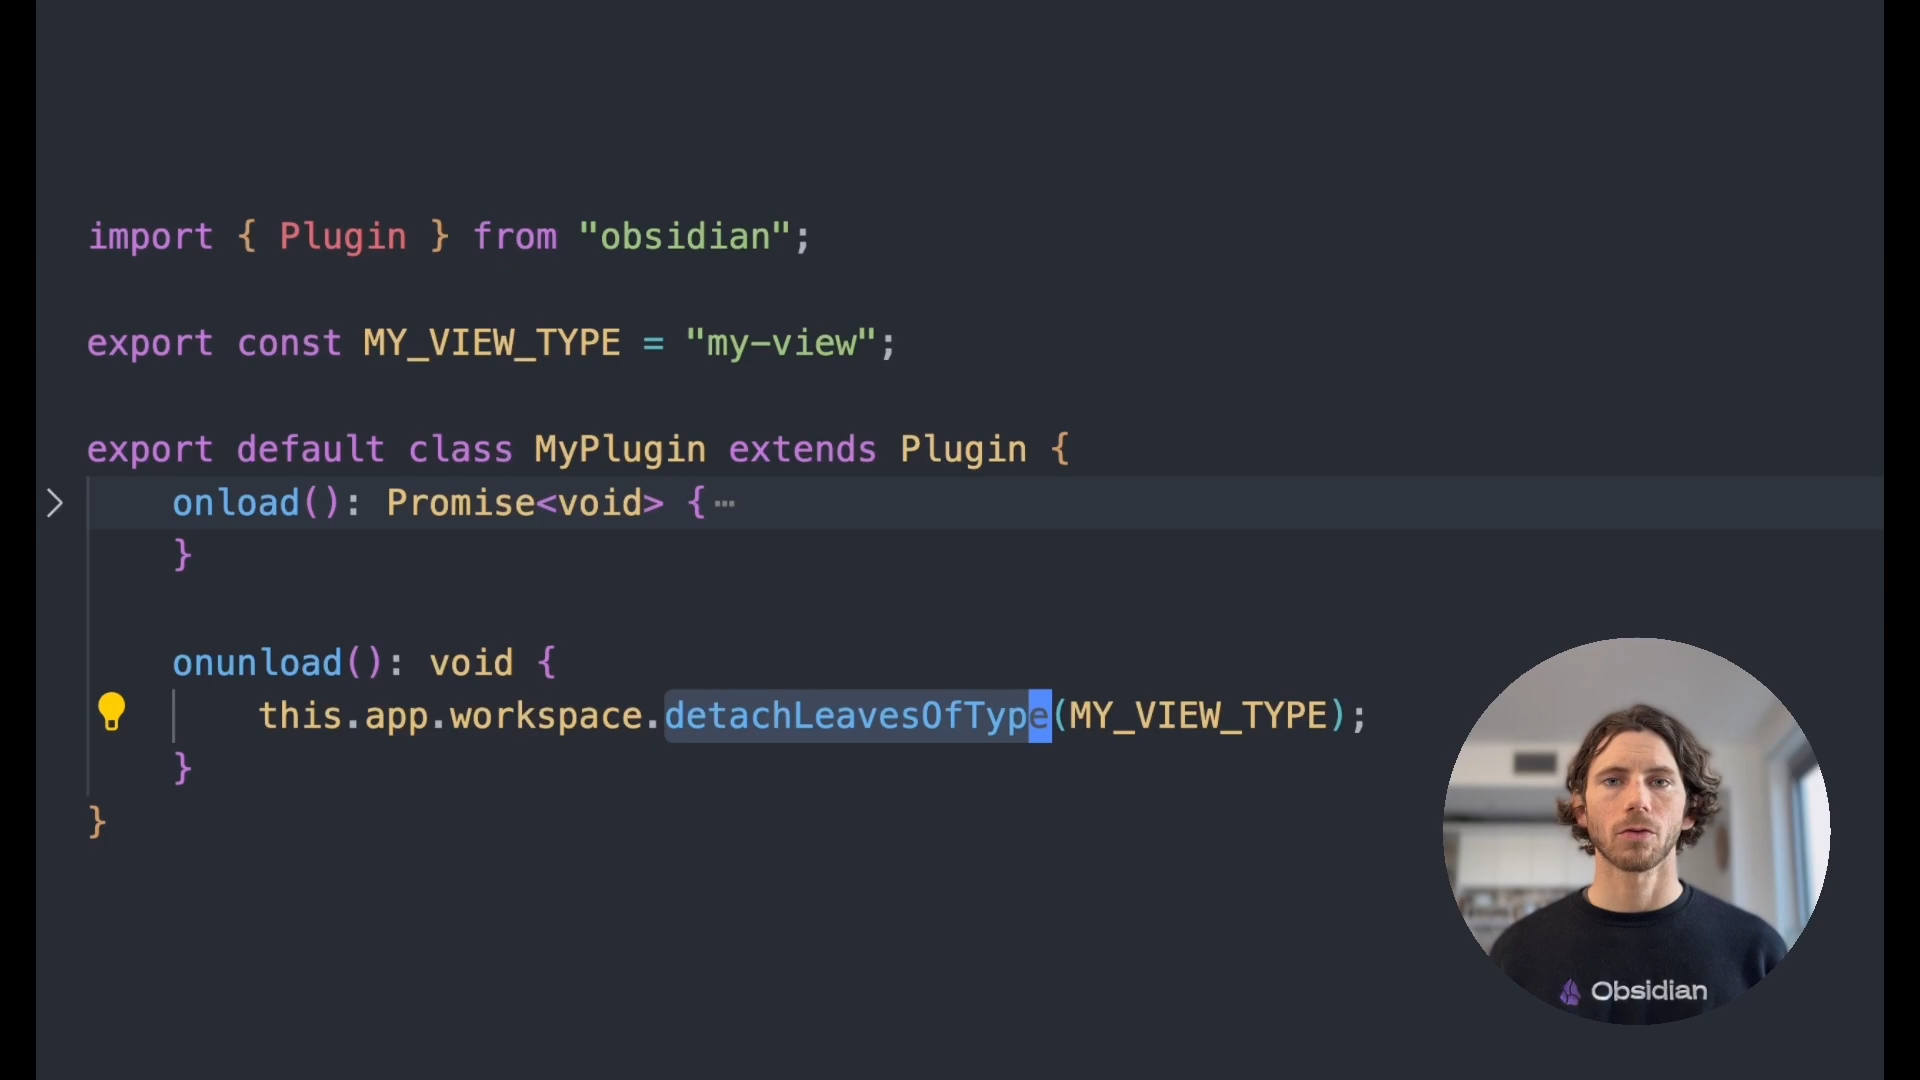 import { Plugin } from "obsidian";
export const MY_VIEW_TYPE = "my-view";
export default class MyPlugin extends Plugin {
onload(): Promise<void> {⋯
}
onunload(): void {
this.app.workspace.detachLeavesOfType(MY_VIEW_TYPE);
}
}
Obsidian